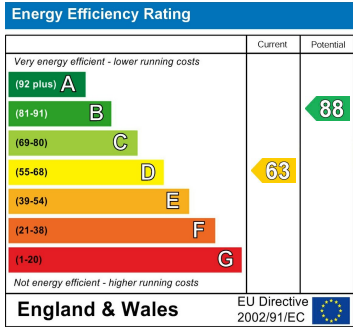 Energy Efficiency Rating
Current Potential
Very energy efficient - lower running costs
(92 plus) A
(81-91) B
88
(69-80) C
(55-68) D
63
(39-54) E
(21-38) F
(1-20) G
Not energy efficient - higher running costs
England & Wales
EU Directive
2002/91/EC